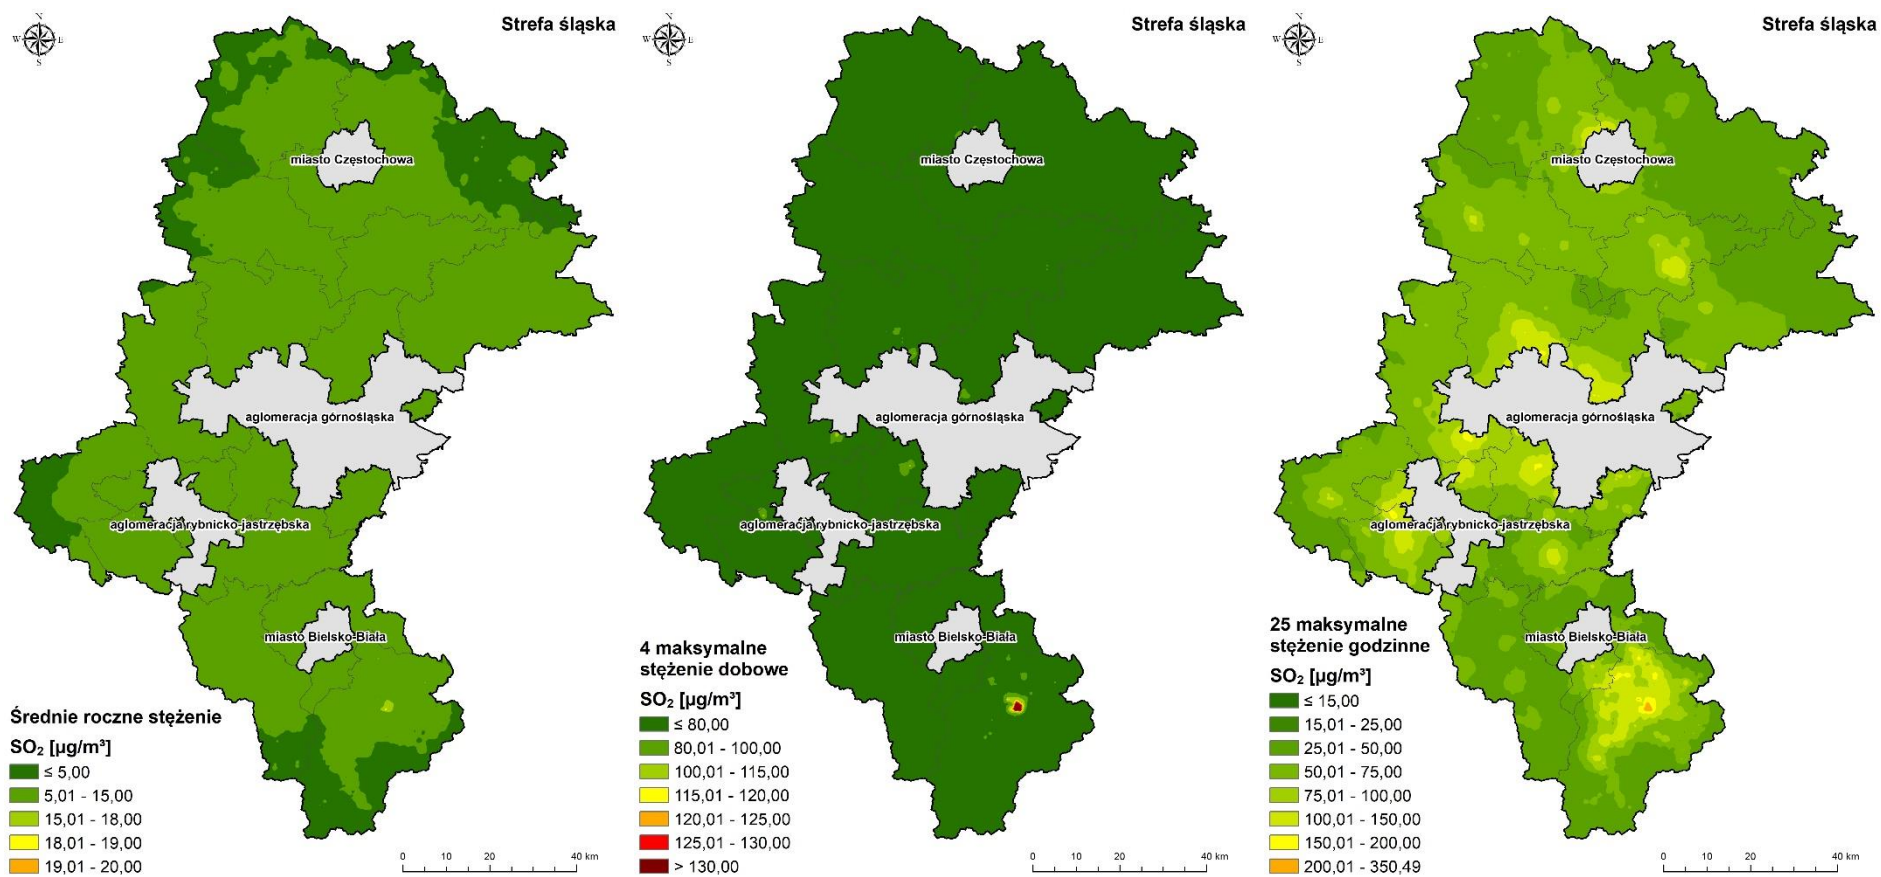 N
W E
S
Strefa śląska
miasto Częstochowa
aglomeracja górnośląska
aglomeracja rybnicko-jastrzębska
miasto Bielsko-Biała
Średnie roczne stężenie
SO₂ [µg/m³]
≤ 5,00
5,01 - 15,00
15,01 - 18,00
18,01 - 19,00
19,01 - 20,00
0 10 20 40 km
N
W E
S
Strefa śląska
miasto Częstochowa
aglomeracja górnośląska
aglomeracja rybnicko-jastrzębska
miasto Bielsko-Biała
4 maksymalne
stężenie dobowe
SO₂ [µg/m³]
≤ 80,00
80,01 - 100,00
100,01 - 115,00
115,01 - 120,00
120,01 - 125,00
125,01 - 130,00
> 130,00
0 10 20 40 km
N
W E
S
Strefa śląska
miasto Częstochowa
aglomeracja górnośląska
aglomeracja rybnicko-jastrzębska
miasto Bielsko-Biała
25 maksymalne
stężenie godzinne
SO₂ [µg/m³]
≤ 15,00
15,01 - 25,00
25,01 - 50,00
50,01 - 75,00
75,01 - 100,00
100,01 - 150,00
150,01 - 200,00
200,01 - 350,49
0 10 20 40 km